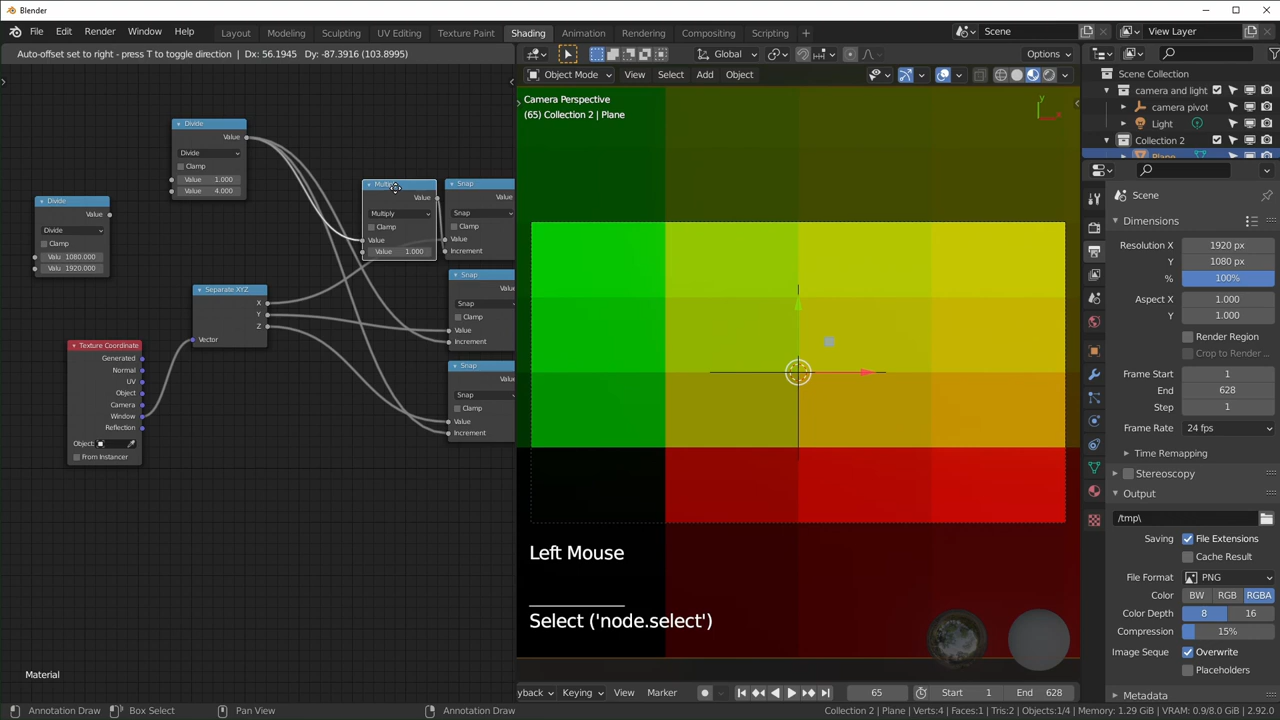 Blender
File Edit Render Window Help Layout Modeling Sculpting UV Editing Texture Paint Shading Animation Rendering Compositing Scripting + Scene View Layer
Auto-offset set to right - press T to toggle direction | Dx: 56.1945 Dy: -87.3916 (103.8995)
Global Options
Object Mode View Select Add Object
Camera Perspective
(65) Collection 2 | Plane
y
Divide
Value
Divide
Clamp
Value 1.000
Value 4.000
Divide
Value
Divide
Clamp
Valu 1080.000
Valu 1920.000
Value
Multiply
Clamp
Value
Value 1.000
Snap
Value
Snap
Clamp
Value
Increment
Snap
Value
Snap
Clamp
Value
Increment
Snap
Value
Snap
Clamp
Value
Increment
Separate XYZ
X
Y
Z
Vector
Texture Coordinate
Generated
Normal
UV
Object
Camera
Window
Reflection
Object:
From Instancer
Material
Left Mouse
Select ('node.select')
yback Keying View Marker 65 Start 1 End 628
Scene Collection
camera and light
camera pivot
Light
Collection 2
Scene
Dimensions
Resolution X 1920 px
Y 1080 px
% 100%
Aspect X 1.000
Y 1.000
Render Region
Crop to Render ...
Frame Start 1
End 628
Step 1
Frame Rate 24 fps
Time Remapping
Stereoscopy
Output
/tmp\
Saving File Extensions
Cache Result
File Format PNG
Color BW RGB RGBA
Color Depth 8 16
Compression 15%
Image Seque Overwrite
Placeholders
Metadata
Annotation Draw Box Select Pan View Annotation Draw Collection 2 | Plane | Verts:4 | Faces:1 | Tris:2 | Objects:1/4 | Memory: 1.29 GiB | VRAM: 0.9/8.0 GiB | 2.92.0